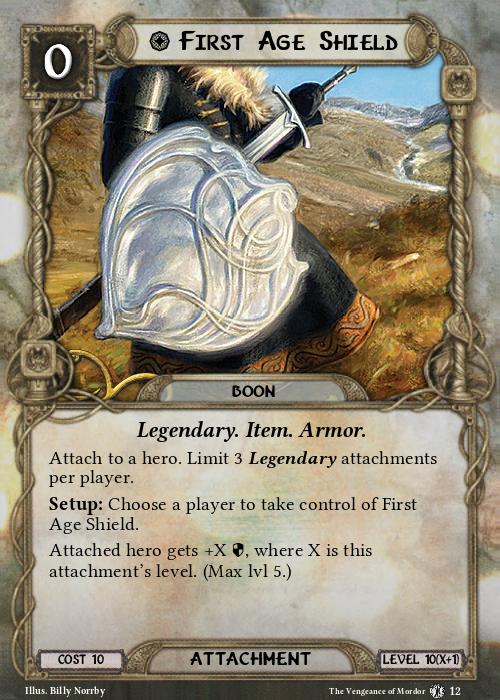 0
First Age Shield
BOON
Legendary. Item. Armor.
Attach to a hero. Limit 3 Legendary attachments
per player.
Setup: Choose a player to take control of First
Age Shield.
Attached hero gets +X , where X is this
attachment's level. (Max lvl 5.)
COST 10
ATTACHMENT
LEVEL 10(X+1)
Illus. Billy Norrby
The Vengeance of Mordor 12